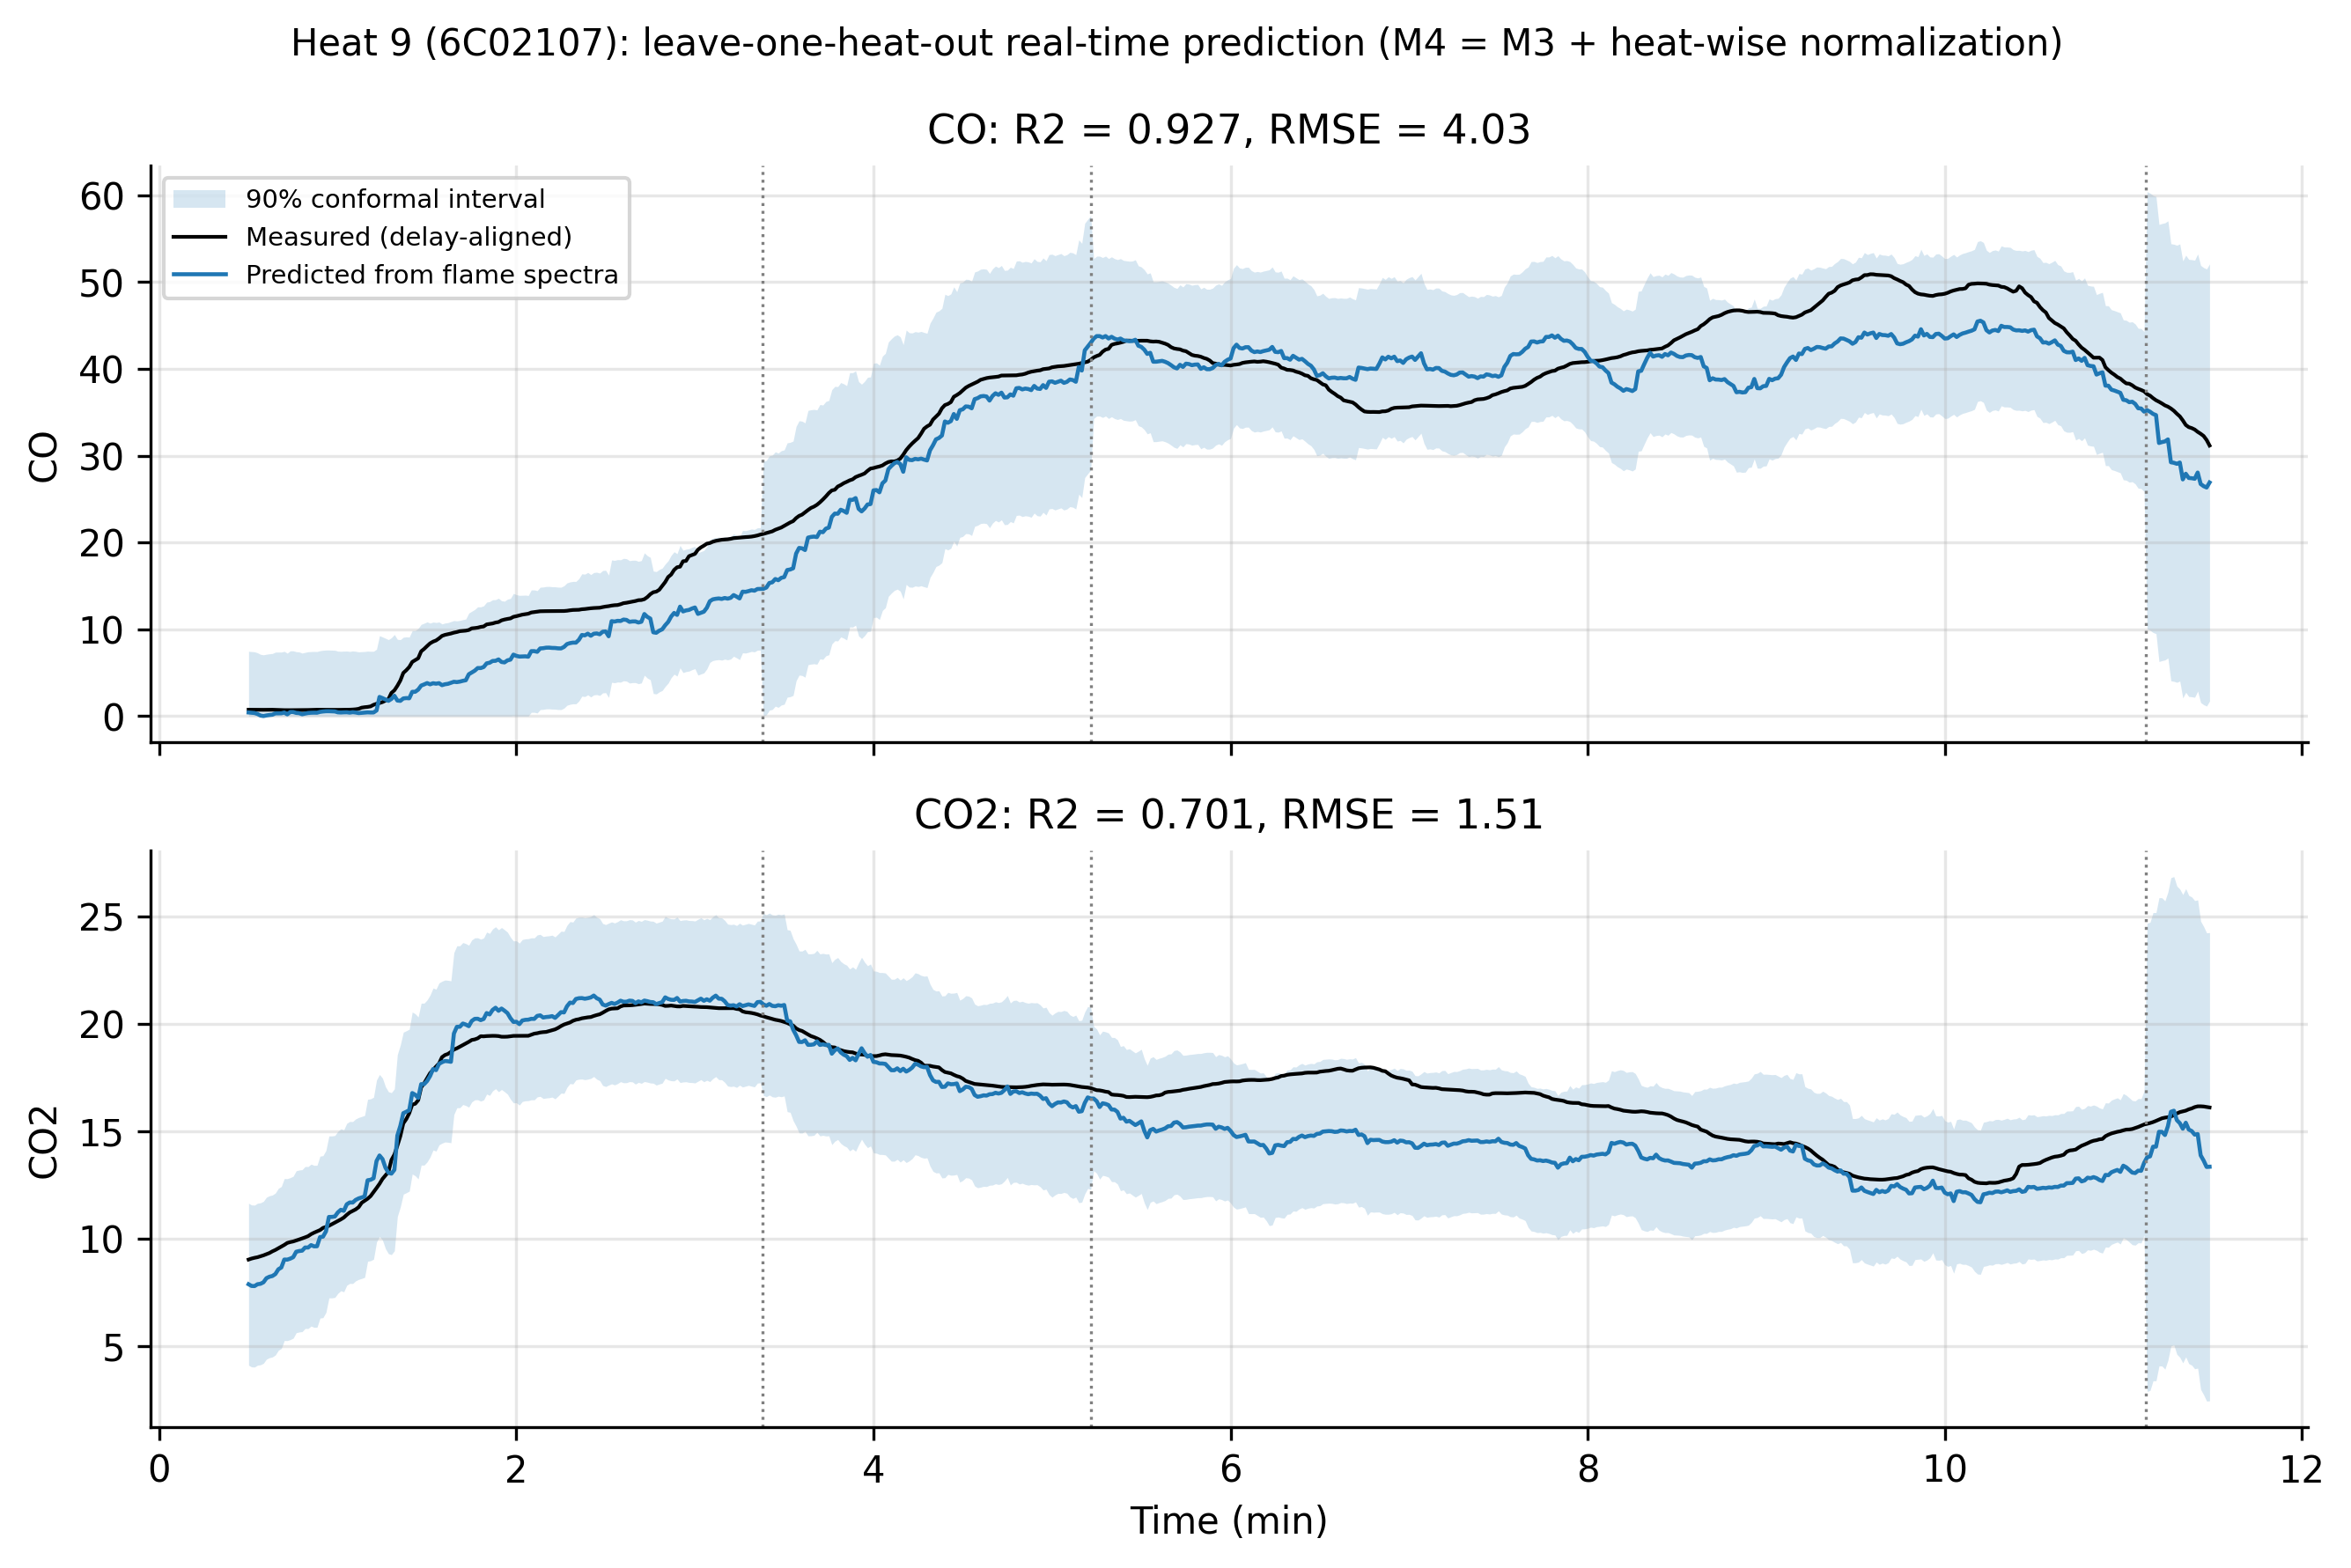 Heat 9 (6C02107): leave-one-heat-out real-time prediction (M4 = M3 + heat-wise normalization)
CO: R2 = 0.927, RMSE = 4.03
90% conformal interval
Measured (delay-aligned)
Predicted from flame spectra
60
50
40
30
20
10
0
CO
CO2: R2 = 0.701, RMSE = 1.51
25
20
15
10
5
CO2
0 2 4 6 8 10 12
Time (min)